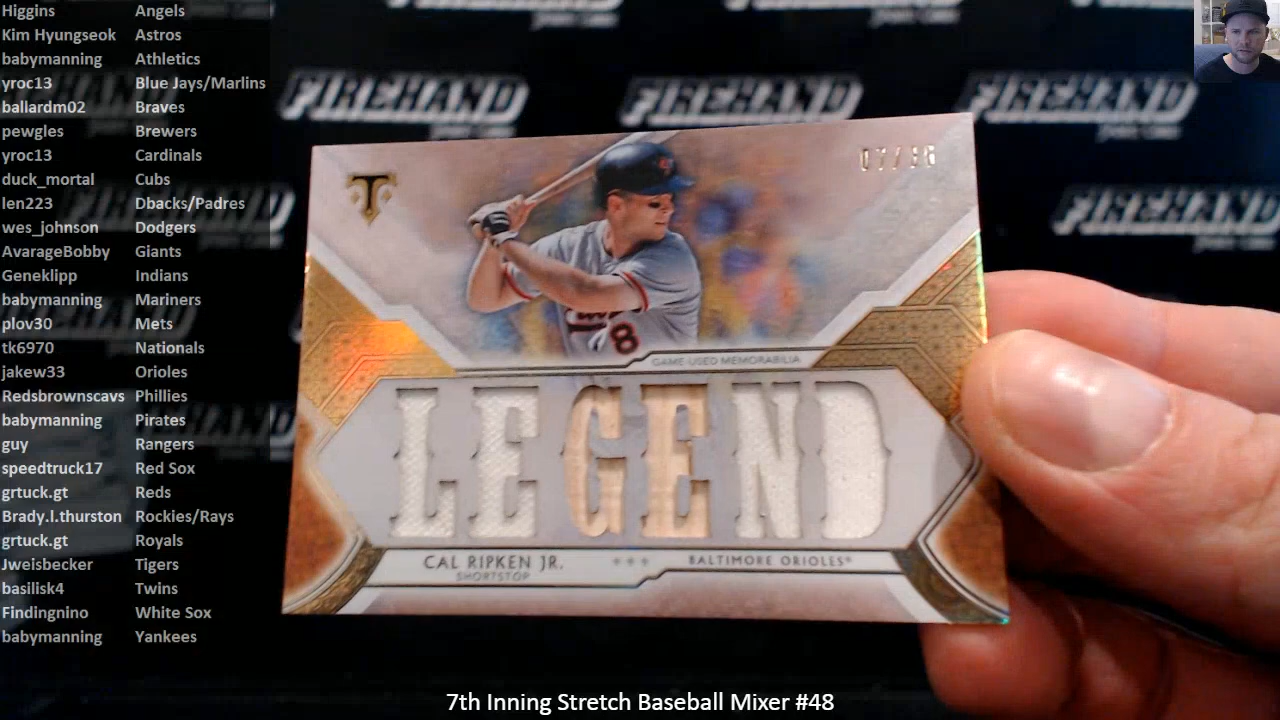 Higgins Angels
Kim Hyungseok Astros
babymanning Athletics
yroc13 Blue Jays/Marlins
ballardm02 Braves
pewgles Brewers
yroc13 Cardinals
duck_mortal Cubs
len223 Dbacks/Padres
wes_johnson Dodgers
AvarageBobby Giants
Geneklipp Indians
babymanning Mariners
plov30 Mets
tk6970 Nationals
jakew33 Orioles
Redsbrownscavs Phillies
babymanning Pirates
guy Rangers
speedtruck17 Red Sox
grtuck.gt Reds
Brady.l.thurston Rockies/Rays
grtuck.gt Royals
Jweisbecker Tigers
basilisk4 Twins
Findingnino White Sox
babymanning Yankees
FIREHAND FIREHAND FIREHAND
FIREHAND
T
8
GAME-USED MEMORABILIA
LEGEND
CAL RIPKEN JR. BALTIMORE ORIOLES®
SHORTSTOP
7th Inning Stretch Baseball Mixer #48